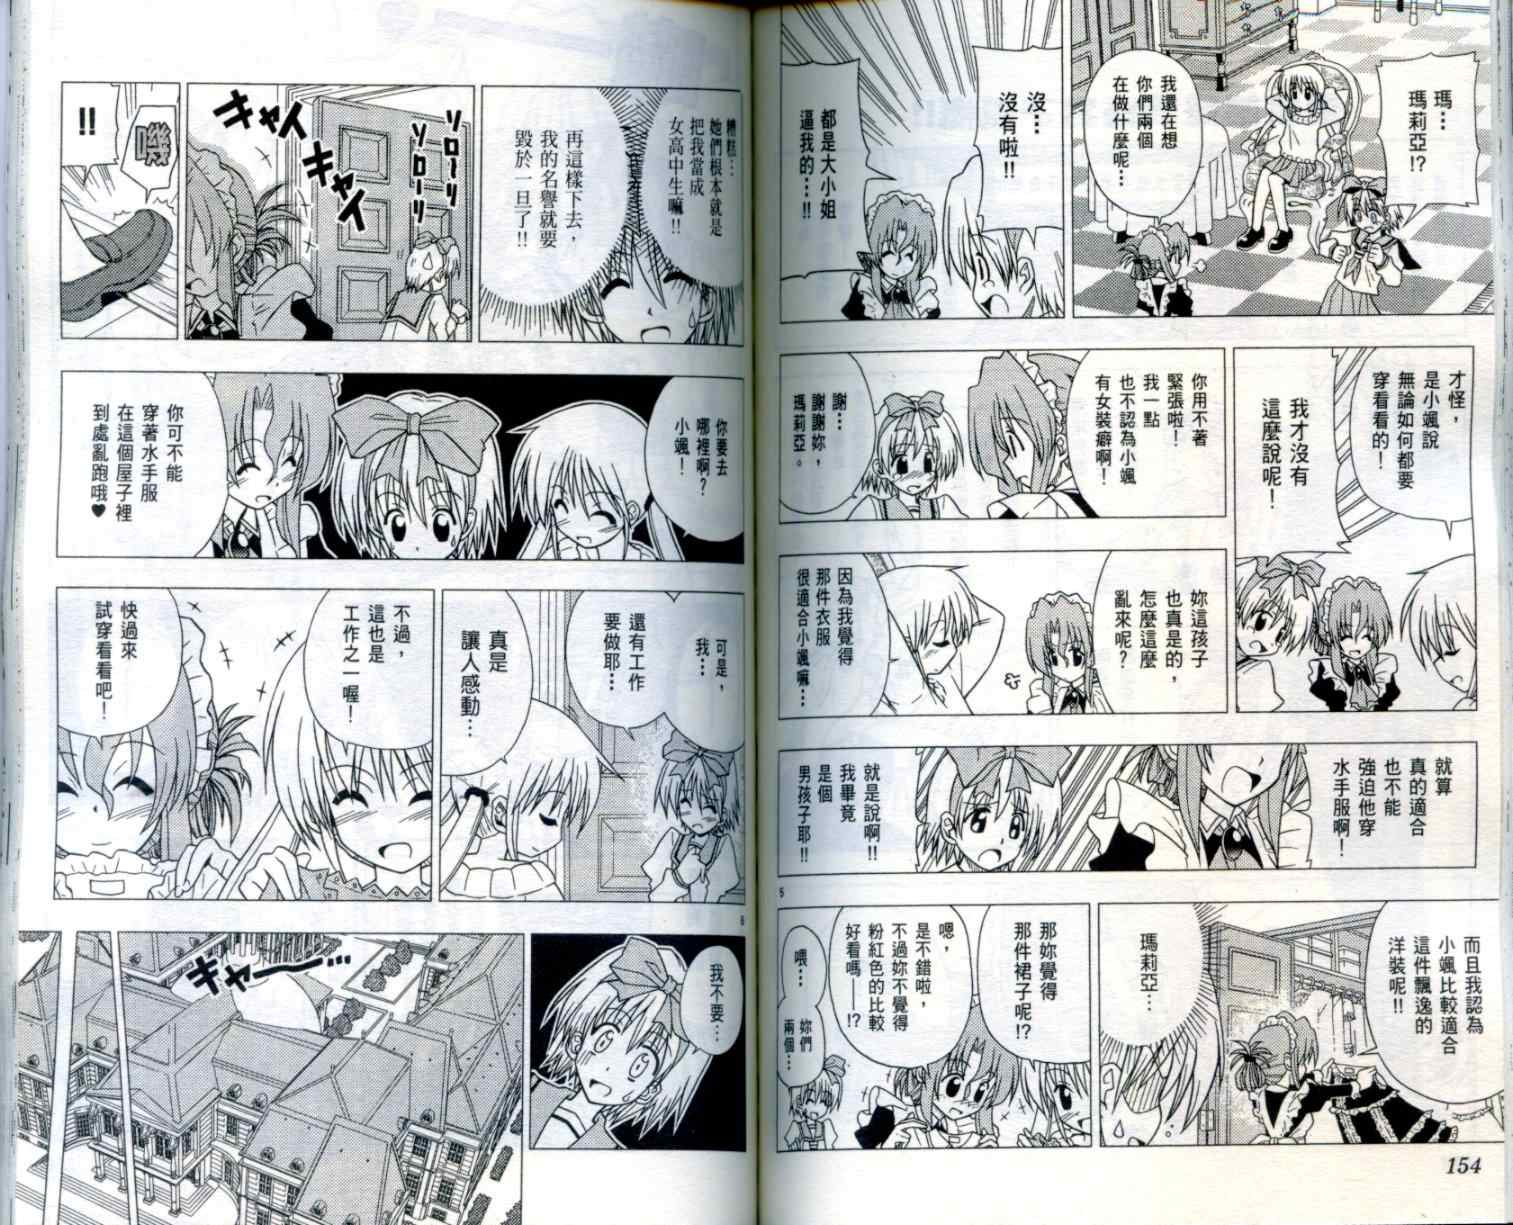 瑪…
瑪莉亞!?
我還在想
你們兩個
在做什麼呢…
沒…
沒有啦!!
都是大小姐
逼我的…!!
才怪，
是小颯說
無論如何都要
穿看看的！
我才沒有
這麼說呢！
你用不著
緊張啦！
我一點
也不認為小颯
有女裝癖啊！
謝…
謝謝妳，
瑪莉亞。
妳這孩子
也真是的，
怎麼這麼
亂來呢？
因為我覺得
那件衣服
很適合小颯嘛…
就算
真的適合
也不能
強迫他穿
水手服啊！
就是說啊!!
我畢竟
是個
男孩子耶!!
5
而且我認為
小颯比較適合
這件飄逸的
洋裝呢!!
瑪莉亞…
那妳覺得
那件裙子呢!?
嗯，
是不錯啦，
不過妳不覺得
粉紅色的比較
好看嗎──!?
喂…
妳們
兩個…
154
糟糕…
她們根本就是
把我當成
女高中生嘛!!
再這樣下去，
我的名譽就要
毀於一旦了!!
ソロ〜リ
ソロ〜リ
キャイ
キャイ
嘰
!!
你要去
哪裡啊?
小颯！
你可不能
穿著水手服
在這個屋子裡
到處亂跑哦♥
可是，
我…
還有工作
要做耶…
真是
讓人感動…
不過，
這也是
工作之一喔！
快過來
試穿看看吧！
6
我不要…
キャー〜…